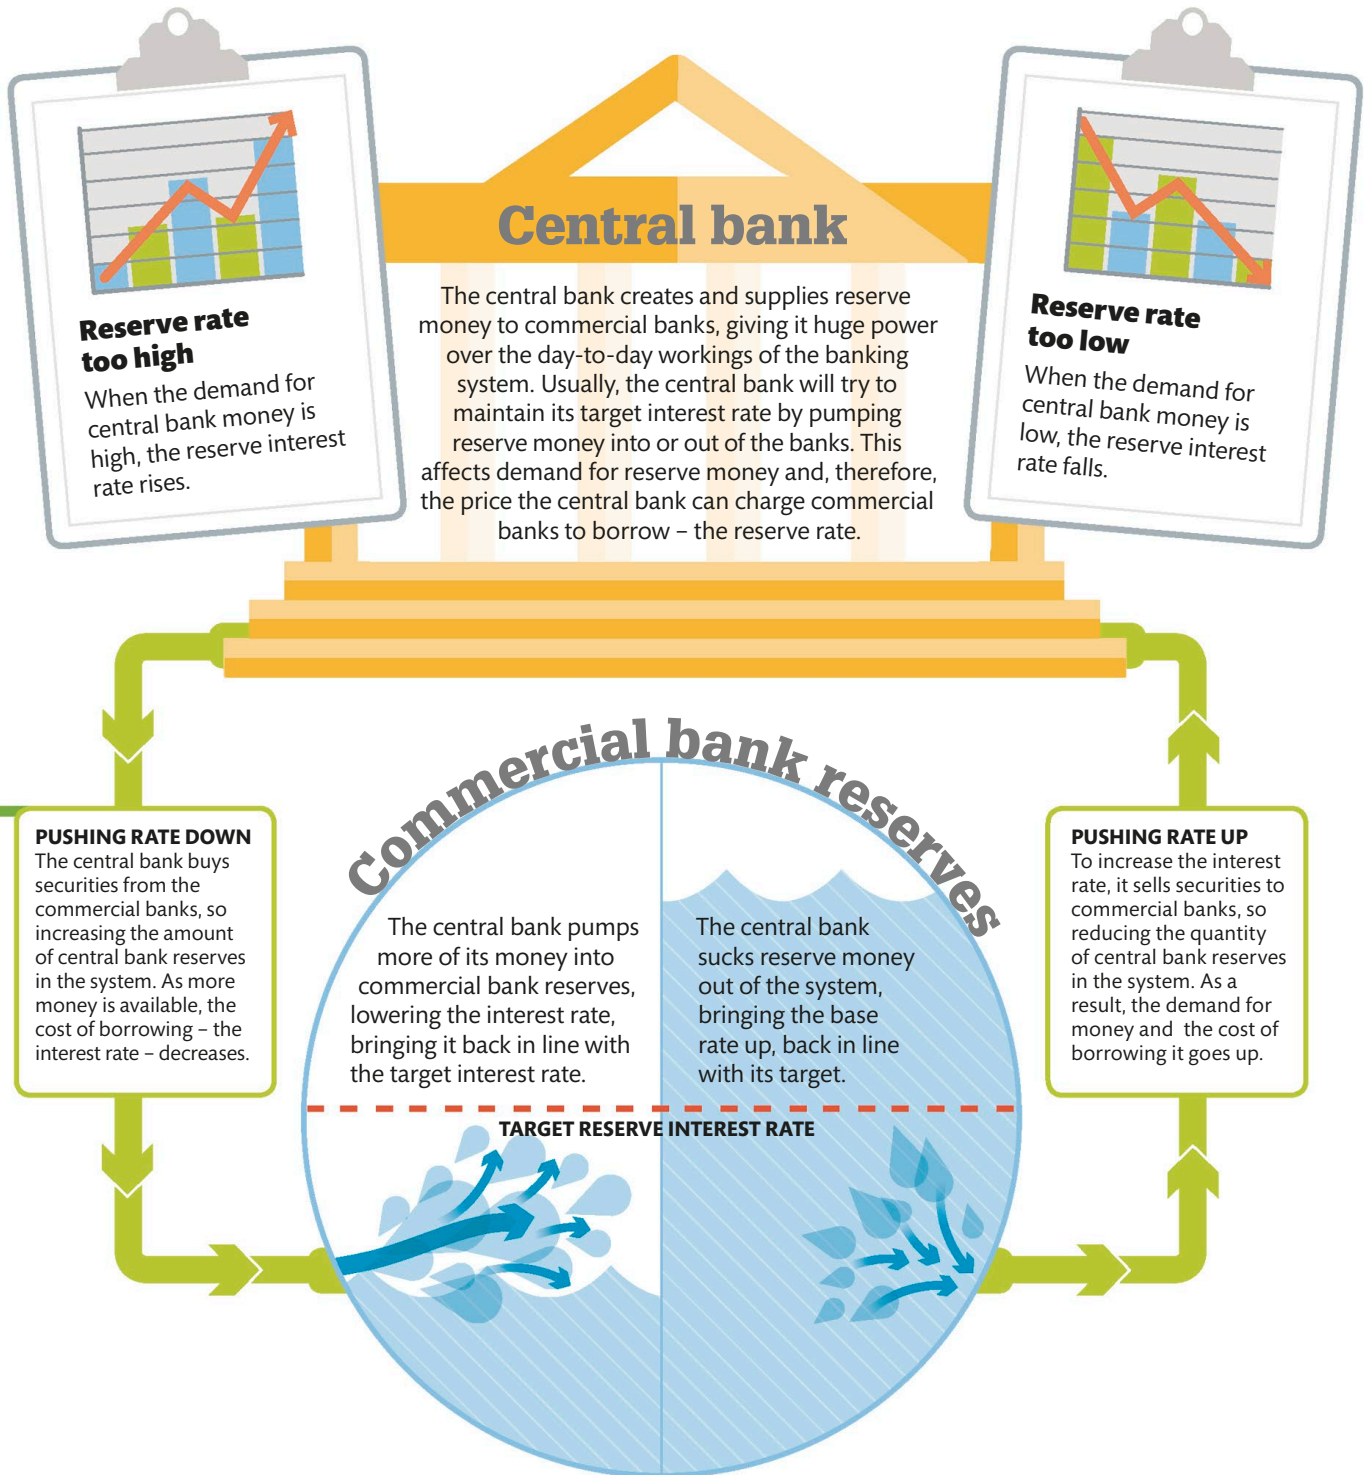 Central bank
The central bank creates and supplies reserve
money to commercial banks, giving it huge power
over the day-to-day workings of the banking
system. Usually, the central bank will try to
maintain its target interest rate by pumping
reserve money into or out of the banks. This
affects demand for reserve money and, therefore,
the price the central bank can charge commercial
banks to borrow – the reserve rate.
Reserve rate
too high
When the demand for
central bank money is
high, the reserve interest
rate rises.
Reserve rate
too low
When the demand for
central bank money is
low, the reserve interest
rate falls.
Commercial bank reserves
PUSHING RATE DOWN
The central bank buys
securities from the
commercial banks, so
increasing the amount
of central bank reserves
in the system. As more
money is available, the
cost of borrowing – the
interest rate – decreases.
The central bank pumps
more of its money into
commercial bank reserves,
lowering the interest rate,
bringing it back in line with
the target interest rate.
The central bank
sucks reserve money
out of the system,
bringing the base
rate up, back in line
with its target.
TARGET RESERVE INTEREST RATE
PUSHING RATE UP
To increase the interest
rate, it sells securities to
commercial banks, so
reducing the quantity
of central bank reserves
in the system. As a
result, the demand for
money and the cost of
borrowing it goes up.